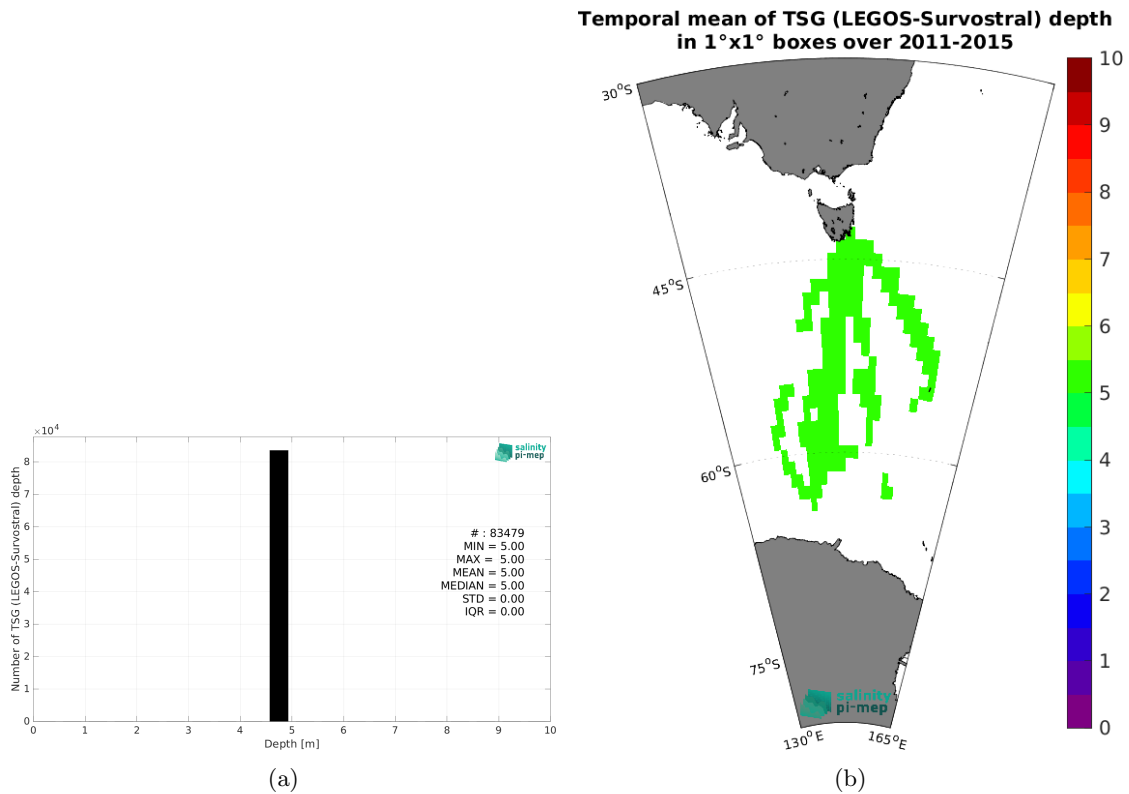 ×10⁴
8
7
6
5
4
3
2
1
0
Number of TSG (LEGOS-Survostral) depth
salinity
pi-mep
# : 83479
MIN = 5.00
MAX = 5.00
MEAN = 5.00
MEDIAN = 5.00
STD = 0.00
IQR = 0.00
0 1 2 3 4 5 6 7 8 9 10
Depth [m]
(a)
Temporal mean of TSG (LEGOS-Survostral) depth
in 1°x1° boxes over 2011-2015
30°S
45°S
60°S
75°S
130°E
165°E
salinity
pi-mep
10
9
8
7
6
5
4
3
2
1
0
(b)